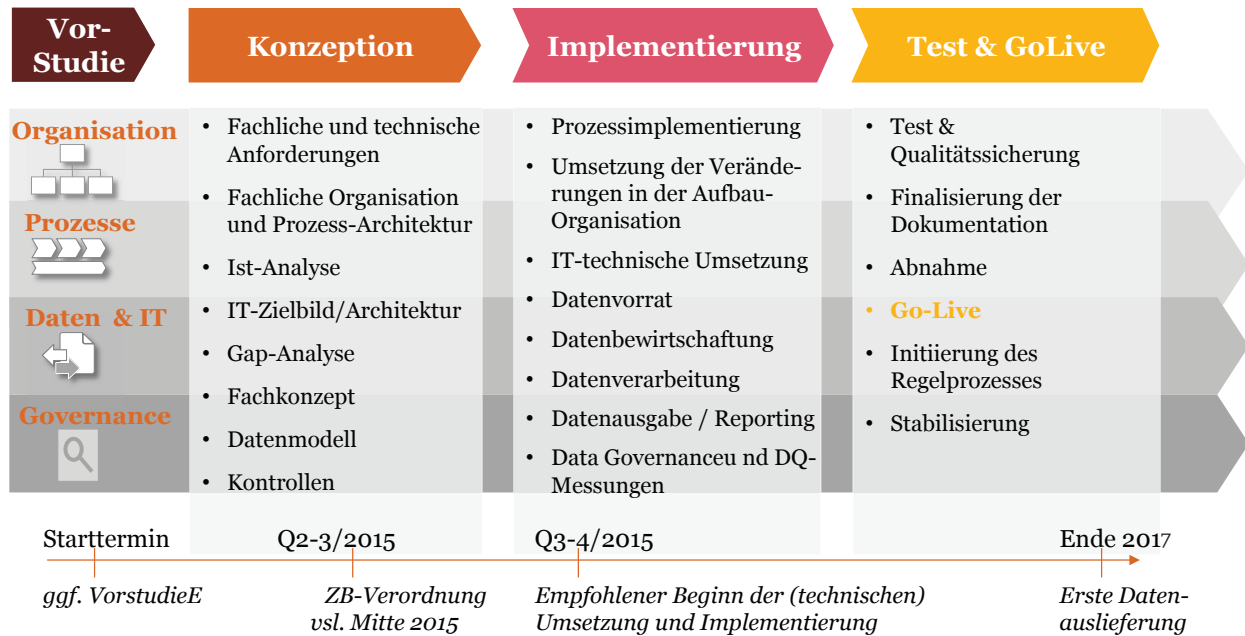 Vor-
Studie
Konzeption
Implementierung
Test & GoLive
Organisation
Prozesse
Daten & IT
Governance
• Fachliche und technische
Anforderungen
• Fachliche Organisation
und Prozess-Architektur
• Ist-Analyse
• IT-Zielbild/Architektur
• Gap-Analyse
• Fachkonzept
• Datenmodell
• Kontrollen
• Prozessimplementierung
• Umsetzung der Verände-
rungen in der Aufbau-
Organisation
• IT-technische Umsetzung
• Datenvorrat
• Datenbewirtschaftung
• Datenverarbeitung
• Datenausgabe / Reporting
• Data Governanceu nd DQ-
Messungen
• Test &
Qualitätssicherung
• Finalisierung der
Dokumentation
• Abnahme
• Go-Live
• Initiierung des
Regelprozesses
• Stabilisierung
Starttermin
Q2-3/2015
Q3-4/2015
Ende 2017
ggf. VorstudieE
ZB-Verordnung
vsl. Mitte 2015
Empfohlener Beginn der (technischen)
Umsetzung und Implementierung
Erste Daten-
auslieferung